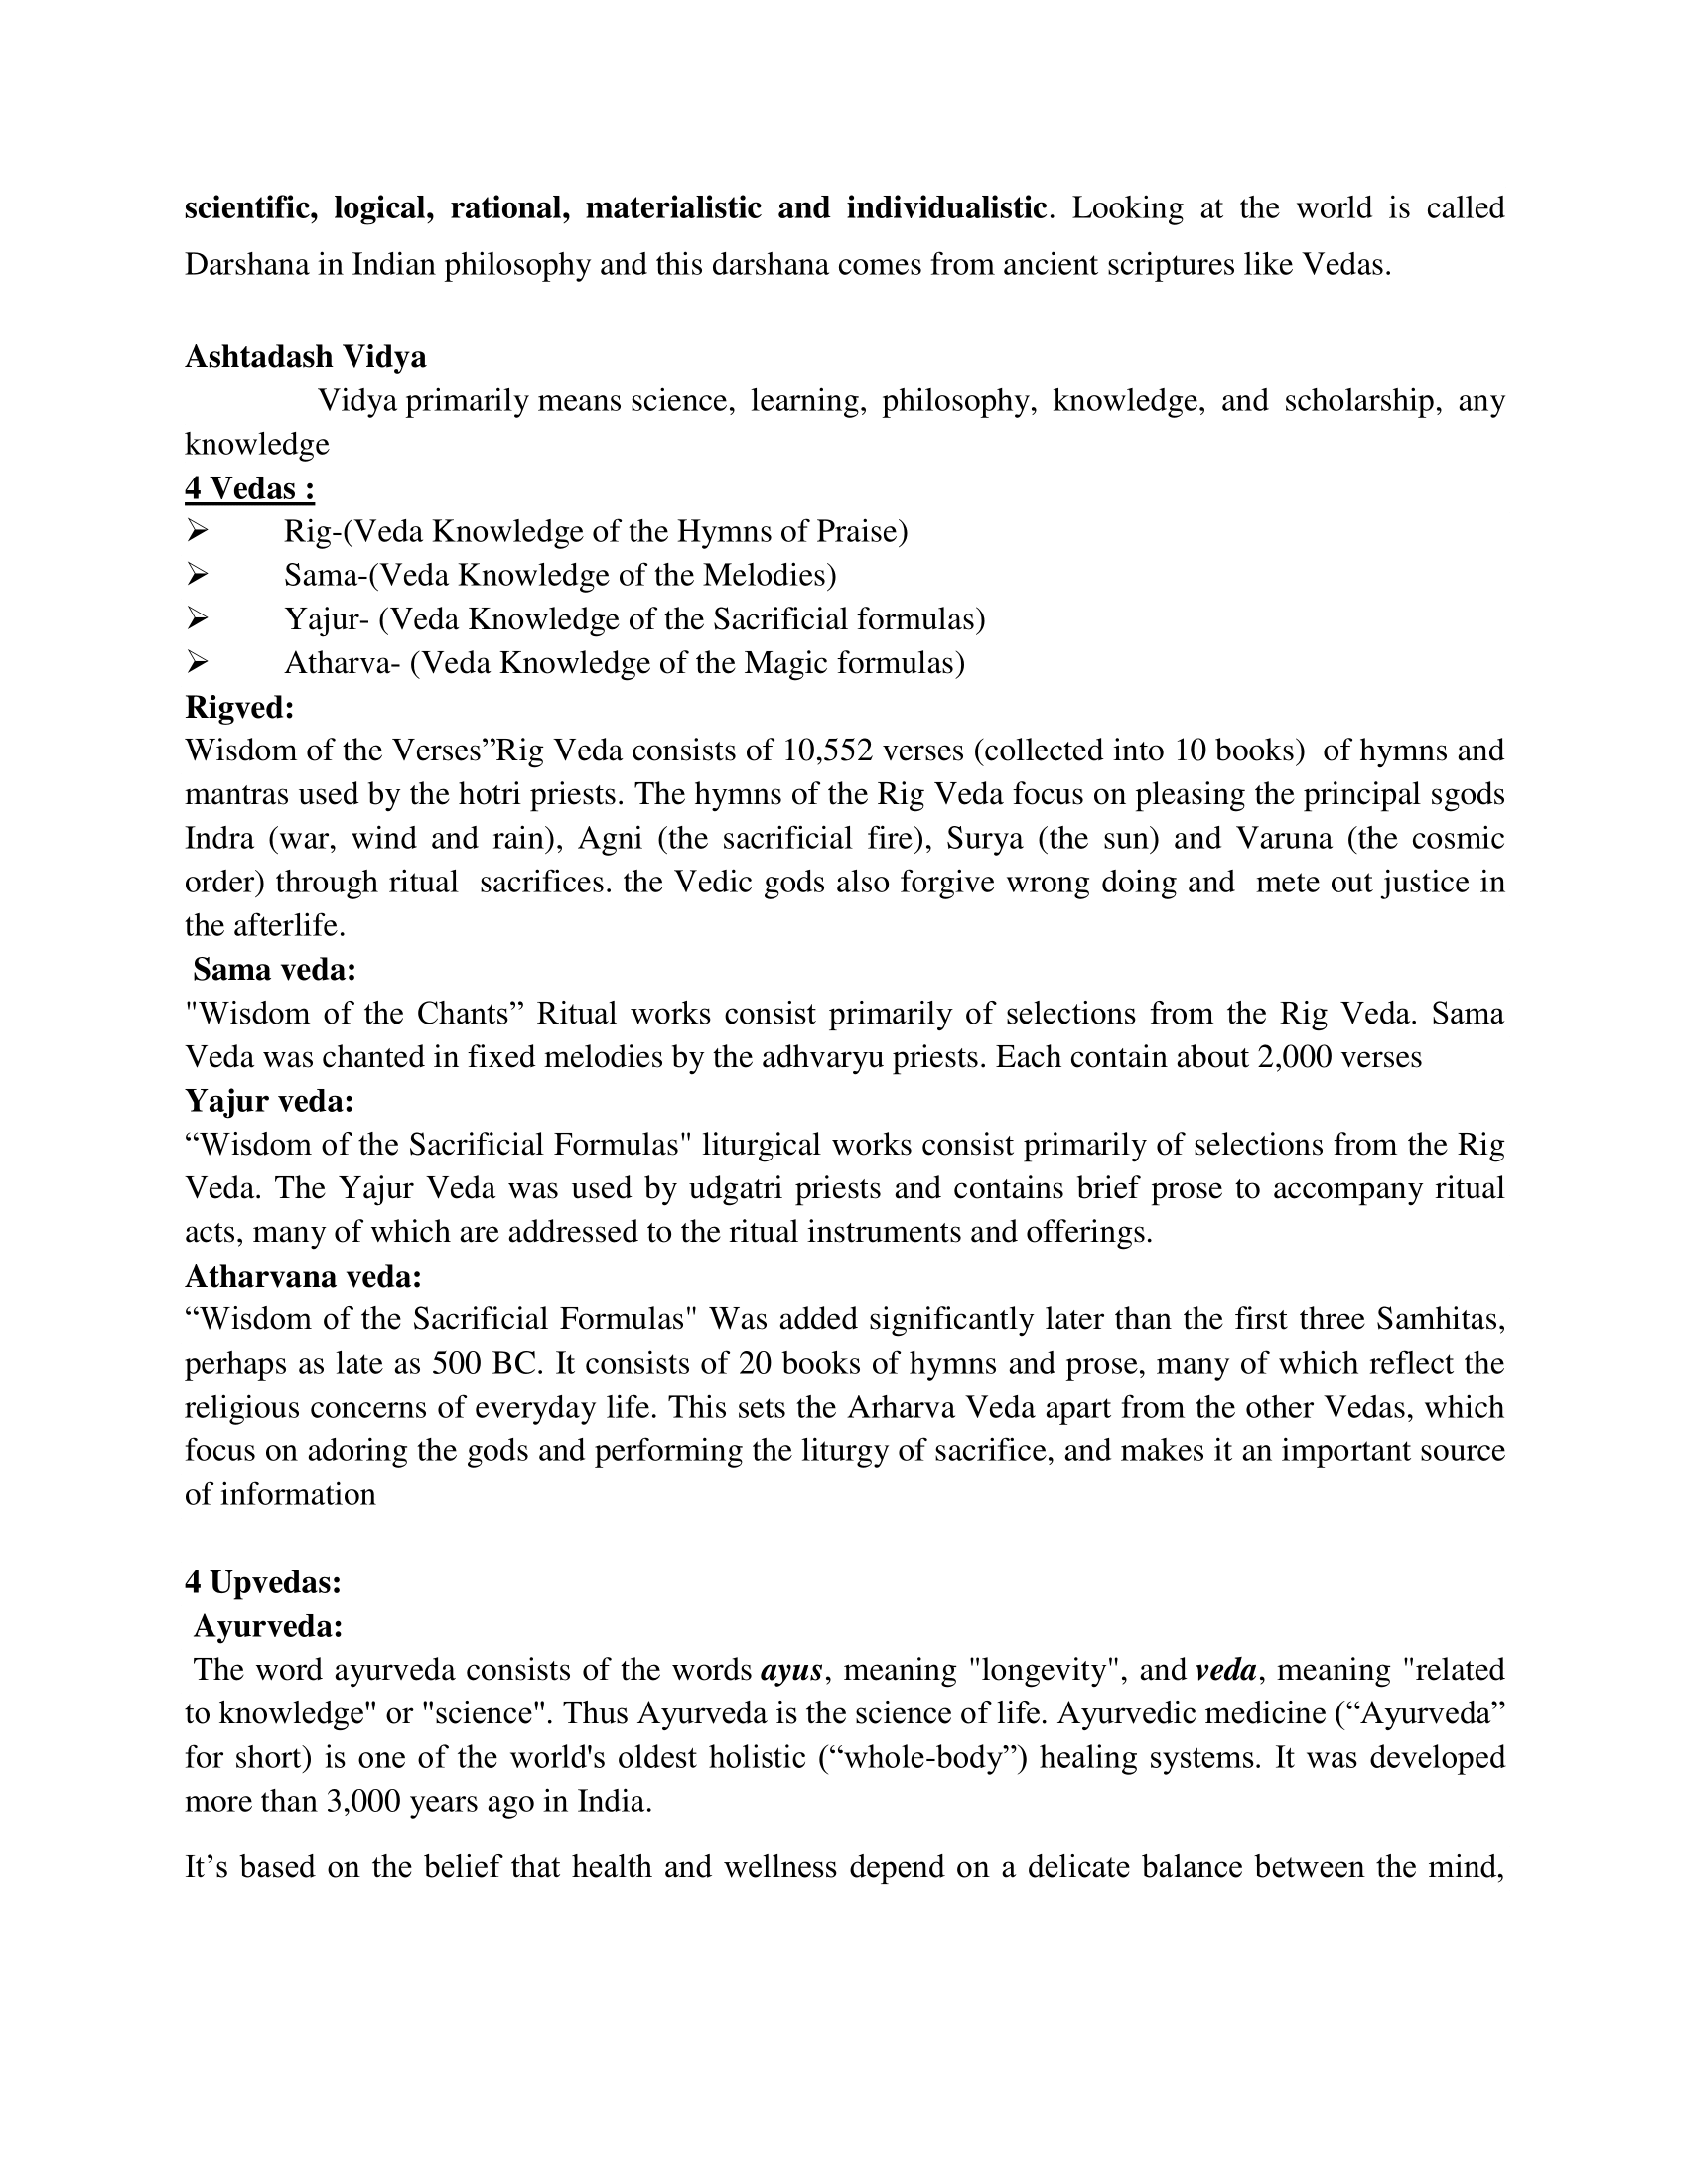 scientific, logical, rational, materialistic and individualistic. Looking at the world is called
Darshana in Indian philosophy and this darshana comes from ancient scriptures like Vedas.
Ashtadash Vidya
Vidya primarily means science, learning, philosophy, knowledge, and scholarship, any
knowledge
4 Vedas :
➢ Rig-(Veda Knowledge of the Hymns of Praise)
➢ Sama-(Veda Knowledge of the Melodies)
➢ Yajur- (Veda Knowledge of the Sacrificial formulas)
➢ Atharva- (Veda Knowledge of the Magic formulas)
Rigved:
Wisdom of the Verses”Rig Veda consists of 10,552 verses (collected into 10 books) of hymns and
mantras used by the hotri priests. The hymns of the Rig Veda focus on pleasing the principal sgods
Indra (war, wind and rain), Agni (the sacrificial fire), Surya (the sun) and Varuna (the cosmic
order) through ritual sacrifices. the Vedic gods also forgive wrong doing and mete out justice in
the afterlife.
Sama veda:
"Wisdom of the Chants” Ritual works consist primarily of selections from the Rig Veda. Sama
Veda was chanted in fixed melodies by the adhvaryu priests. Each contain about 2,000 verses
Yajur veda:
“Wisdom of the Sacrificial Formulas" liturgical works consist primarily of selections from the Rig
Veda. The Yajur Veda was used by udgatri priests and contains brief prose to accompany ritual
acts, many of which are addressed to the ritual instruments and offerings.
Atharvana veda:
“Wisdom of the Sacrificial Formulas" Was added significantly later than the first three Samhitas,
perhaps as late as 500 BC. It consists of 20 books of hymns and prose, many of which reflect the
religious concerns of everyday life. This sets the Arharva Veda apart from the other Vedas, which
focus on adoring the gods and performing the liturgy of sacrifice, and makes it an important source
of information
4 Upvedas:
Ayurveda:
The word ayurveda consists of the words ayus, meaning "longevity", and veda, meaning "related
to knowledge" or "science". Thus Ayurveda is the science of life. Ayurvedic medicine (“Ayurveda”
for short) is one of the world's oldest holistic (“whole-body”) healing systems. It was developed
more than 3,000 years ago in India.
It’s based on the belief that health and wellness depend on a delicate balance between the mind,